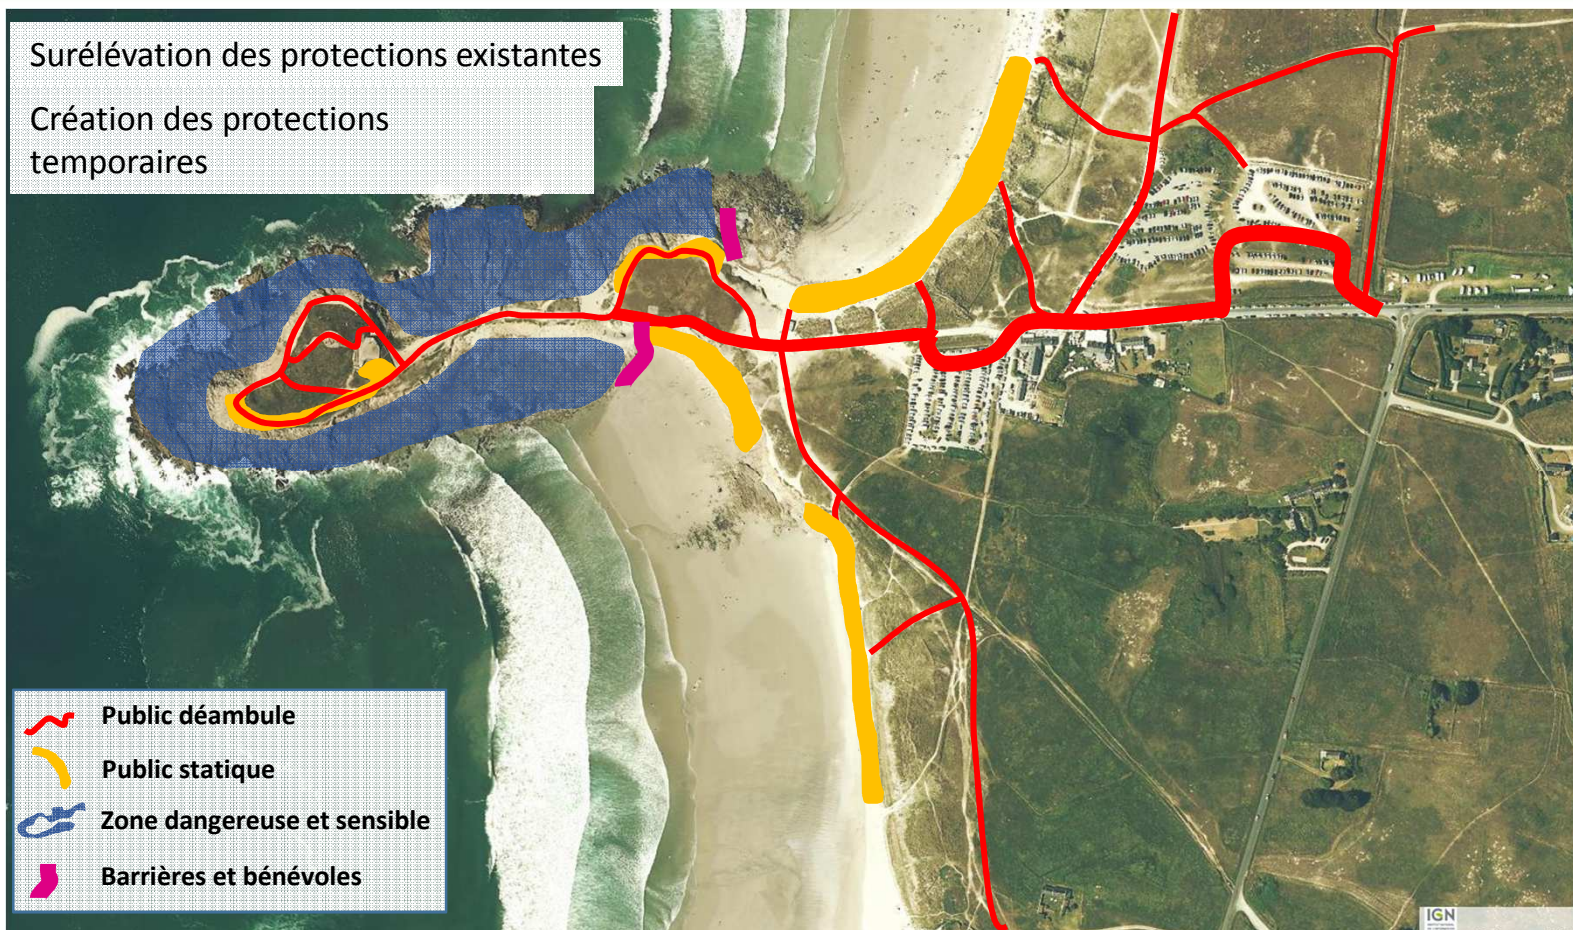 Surélévation des protections existantes
Création des protections
temporaires
Public déambule
Public statique
Zone dangereuse et sensible
Barrières et bénévoles
IGN